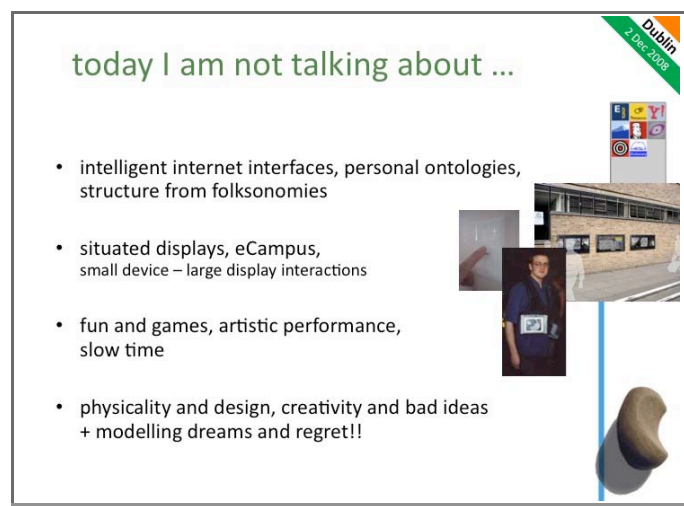 today I am not talking about ...
Dublin
2 Dec 2008
• intelligent internet interfaces, personal ontologies,
structure from folksonomies
• situated displays, eCampus,
small device – large display interactions
• fun and games, artistic performance,
slow time
• physicality and design, creativity and bad ideas
+ modelling dreams and regret!!